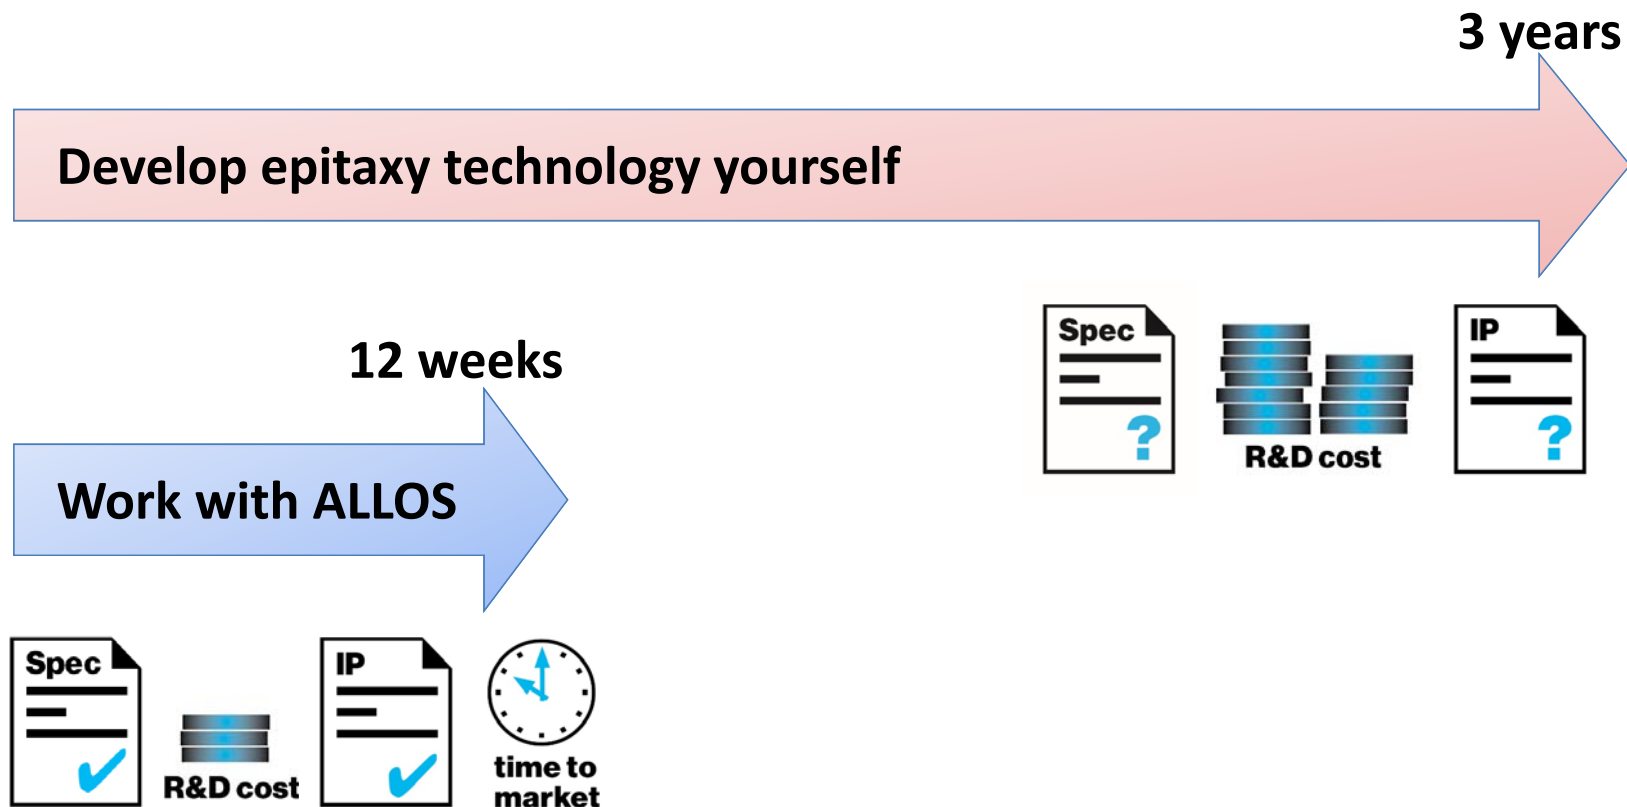 3 years
Develop epitaxy technology yourself
Spec
?
R&D cost
IP
?
12 weeks
Work with ALLOS
Spec
R&D cost
IP
time to
market